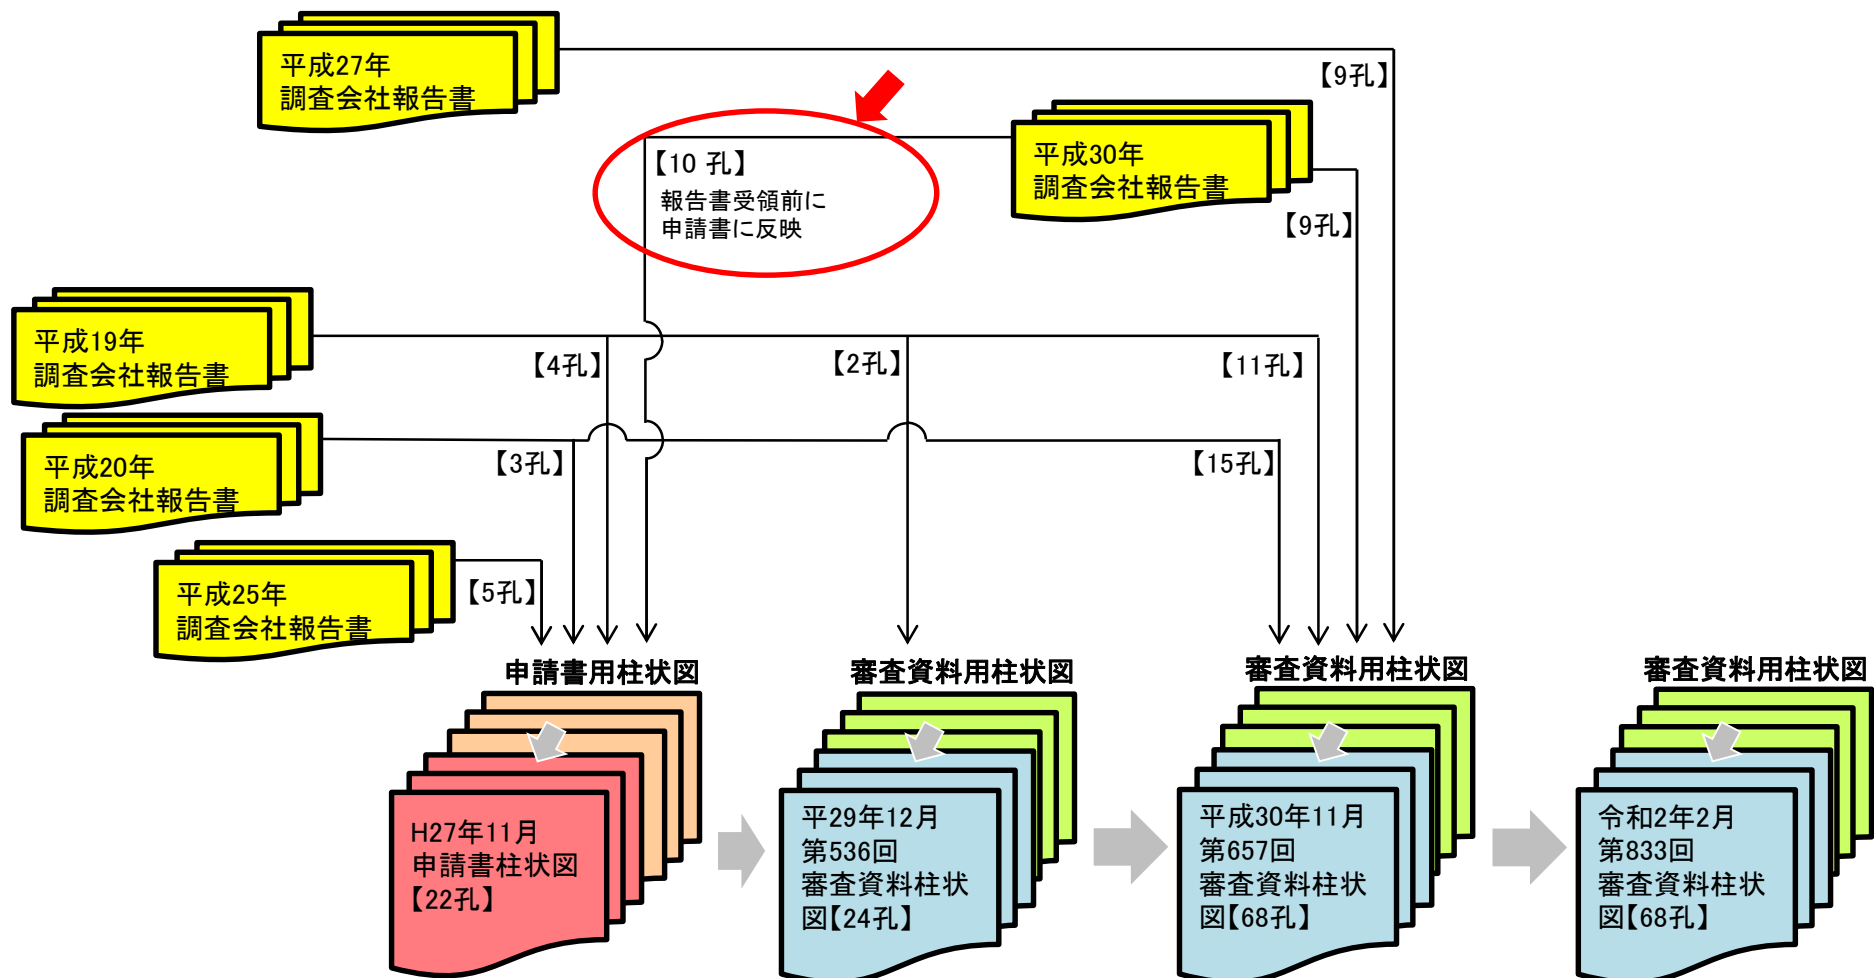 平成27年
調査会社報告書
【9孔】
【10 孔】
報告書受領前に
申請書に反映
平成30年
調査会社報告書
【9孔】
平成19年
調査会社報告書
【4孔】
【2孔】
【11孔】
平成20年
調査会社報告書
【3孔】
【15孔】
平成25年
調査会社報告書
【5孔】
申請書用柱状図
審査資料用柱状図
審査資料用柱状図
審査資料用柱状図
H27年11月
申請書柱状図
【22孔】
平29年12月
第536回
審査資料柱状
図【24孔】
平成30年11月
第657回
審査資料柱状
図【68孔】
令和2年2月
第833回
審査資料柱状
図【68孔】